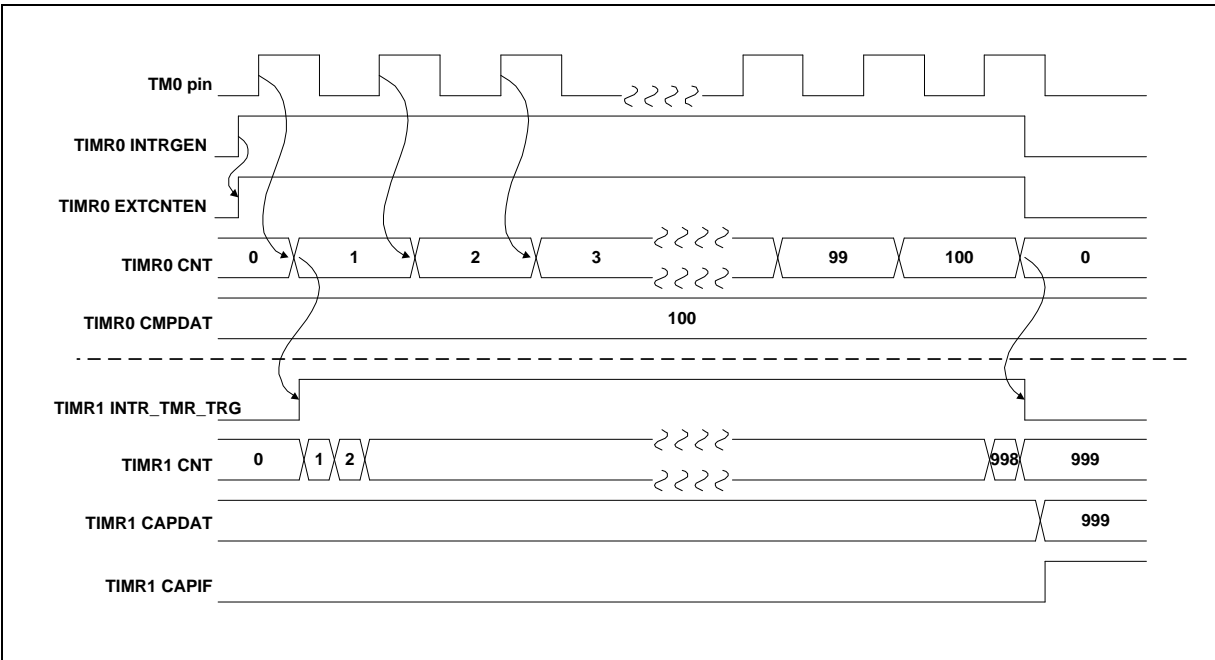 TM0 pin
TIMR0 INTRGEN
TIMR0 EXTCNTEN
TIMR0 CNT 0 1 2 3 99 100 0
TIMR0 CMPDAT 100
TIMR1 INTR_TMR_TRG
TIMR1 CNT 0 1 2 998 999
TIMR1 CAPDAT 999
TIMR1 CAPIF